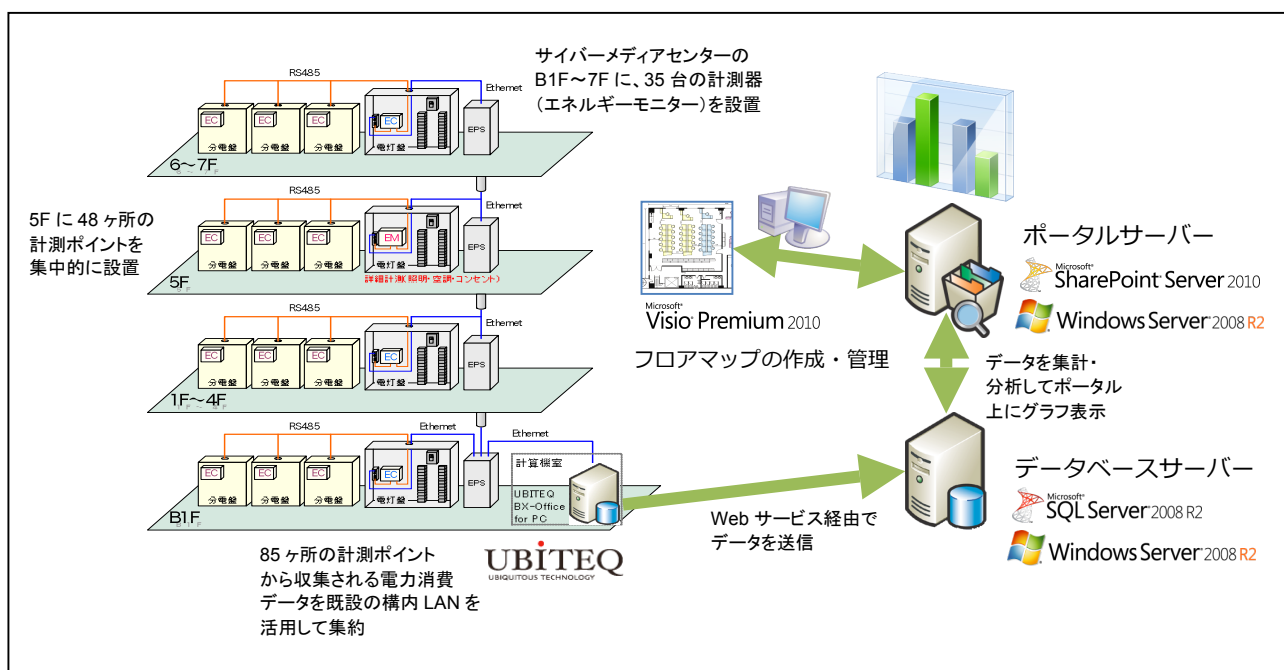 サイバーメディアセンターの
B1F～7F に、35 台の計測器
（エネルギーモニター）を設置
RS485
Ethernet
EC
EC
EC
EC
分電盤
分電盤
分電盤
電灯盤
EPS
6～7F
5F に 48 ヶ所の
計測ポイントを
集中的に設置
RS485
Ethernet
EC
EC
EC
EM
分電盤
分電盤
分電盤
電灯盤
EPS
詳細計測(照明・空調・コンセント)
5F
RS485
Ethernet
EC
EC
EC
EC
分電盤
分電盤
分電盤
電灯盤
EPS
1F～4F
RS485
Ethernet
Ethernet
EC
EC
EC
EC
分電盤
分電盤
分電盤
電灯盤
EPS
B1F
計算機室
UBITEQ
BX-Office
for PC
85 ヶ所の計測ポイント
から収集される電力消費
データを既設の構内 LAN を
活用して集約
UBiTEQ
UBIQUITOUS TECHNOLOGY
Web サービス経由で
データを送信
Microsoft
Visio Premium 2010
フロアマップの作成・管理
ポータルサーバー
Microsoft
SharePoint Server 2010
Windows Server 2008 R2
データを集計・
分析してポータル
上にグラフ表示
データベースサーバー
Microsoft
SQL Server 2008 R2
Windows Server 2008 R2